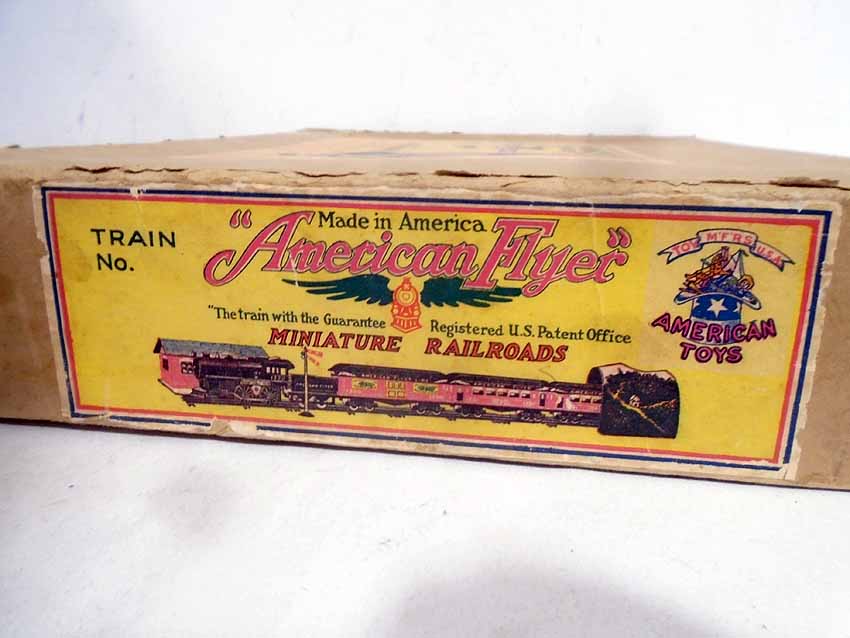 TRAIN
No.
Made in America
"American Flyer"
"The train with the Guarantee
Registered U.S. Patent Office
MINIATURE RAILROADS
TOY M'F'RS U.S.A.
AMERICAN
TOYS